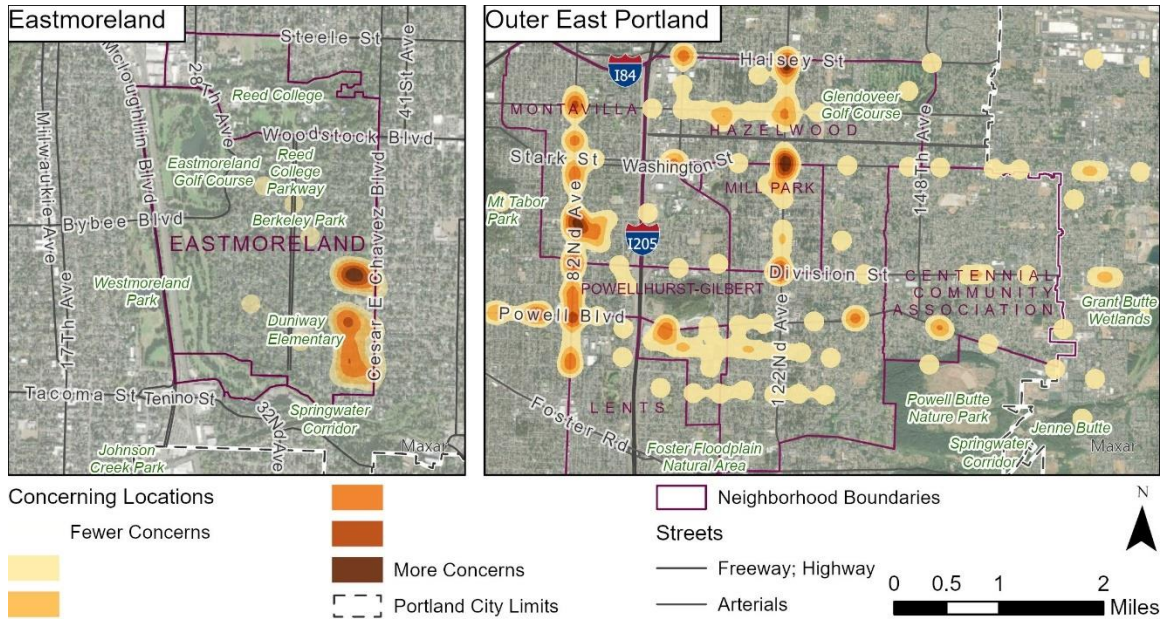 Eastmoreland
Steele St
McIoughlin Blvd
28Th Ave
41St Ave
Reed College
Woodstock Blvd
Milwaukie Ave
Eastmoreland
Golf Course
Reed
College
Parkway
Bybee Blvd
Berkeley Park
EASTMORELAND
Cesar E Chavez Blvd
Westmoreland
Park
17Th Ave
Duniway
Elementary
Tacoma St
Tenino St
32Nd Ave
Springwater
Corridor
Johnson
Creek Park
Maxar
Outer East Portland
I84
Halsey St
MONTAVILLA
Glendoveer
Golf Course
HAZELWOOD
Stark St
Washington St
148Th Ave
MILL PARK
Mt Tabor
Park
82Nd Ave
I205
Division St
POWELLHURST-GILBERT
CENTENNIAL
COMMUNITY
ASSOCIATION
Grant Butte
Wetlands
Powell Blvd
122Nd Ave
LENTS
Foster Rd
Powell Butte
Nature Park
Jenne Butte
Foster Floodplain
Natural Area
Springwater
Corridor
Maxar
Concerning Locations
Fewer Concerns
More Concerns
Portland City Limits
Neighborhood Boundaries
Streets
Freeway; Highway
Arterials
N
0 0.5 1 2
Miles